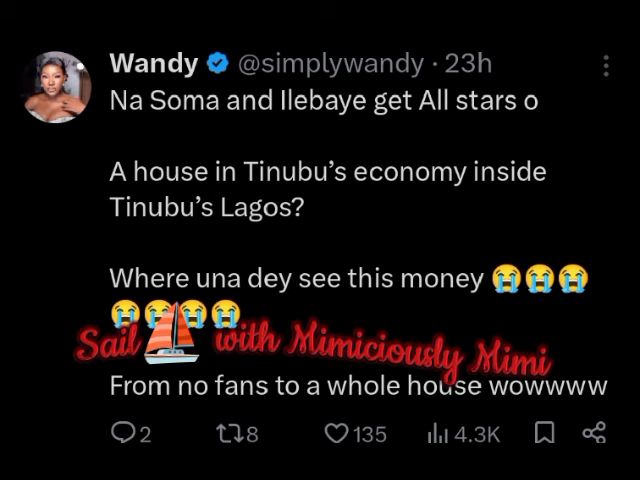 Wandy @simplywandy · 23h
Na Soma and Ilebaye get All stars o
A house in Tinubu's economy inside
Tinubu's Lagos?
Where una dey see this money 😭😭😭
😭😭😭😭
Sail with Mimiciously Mimi
From no fans to a whole house wowwww
2 8 135 4.3K